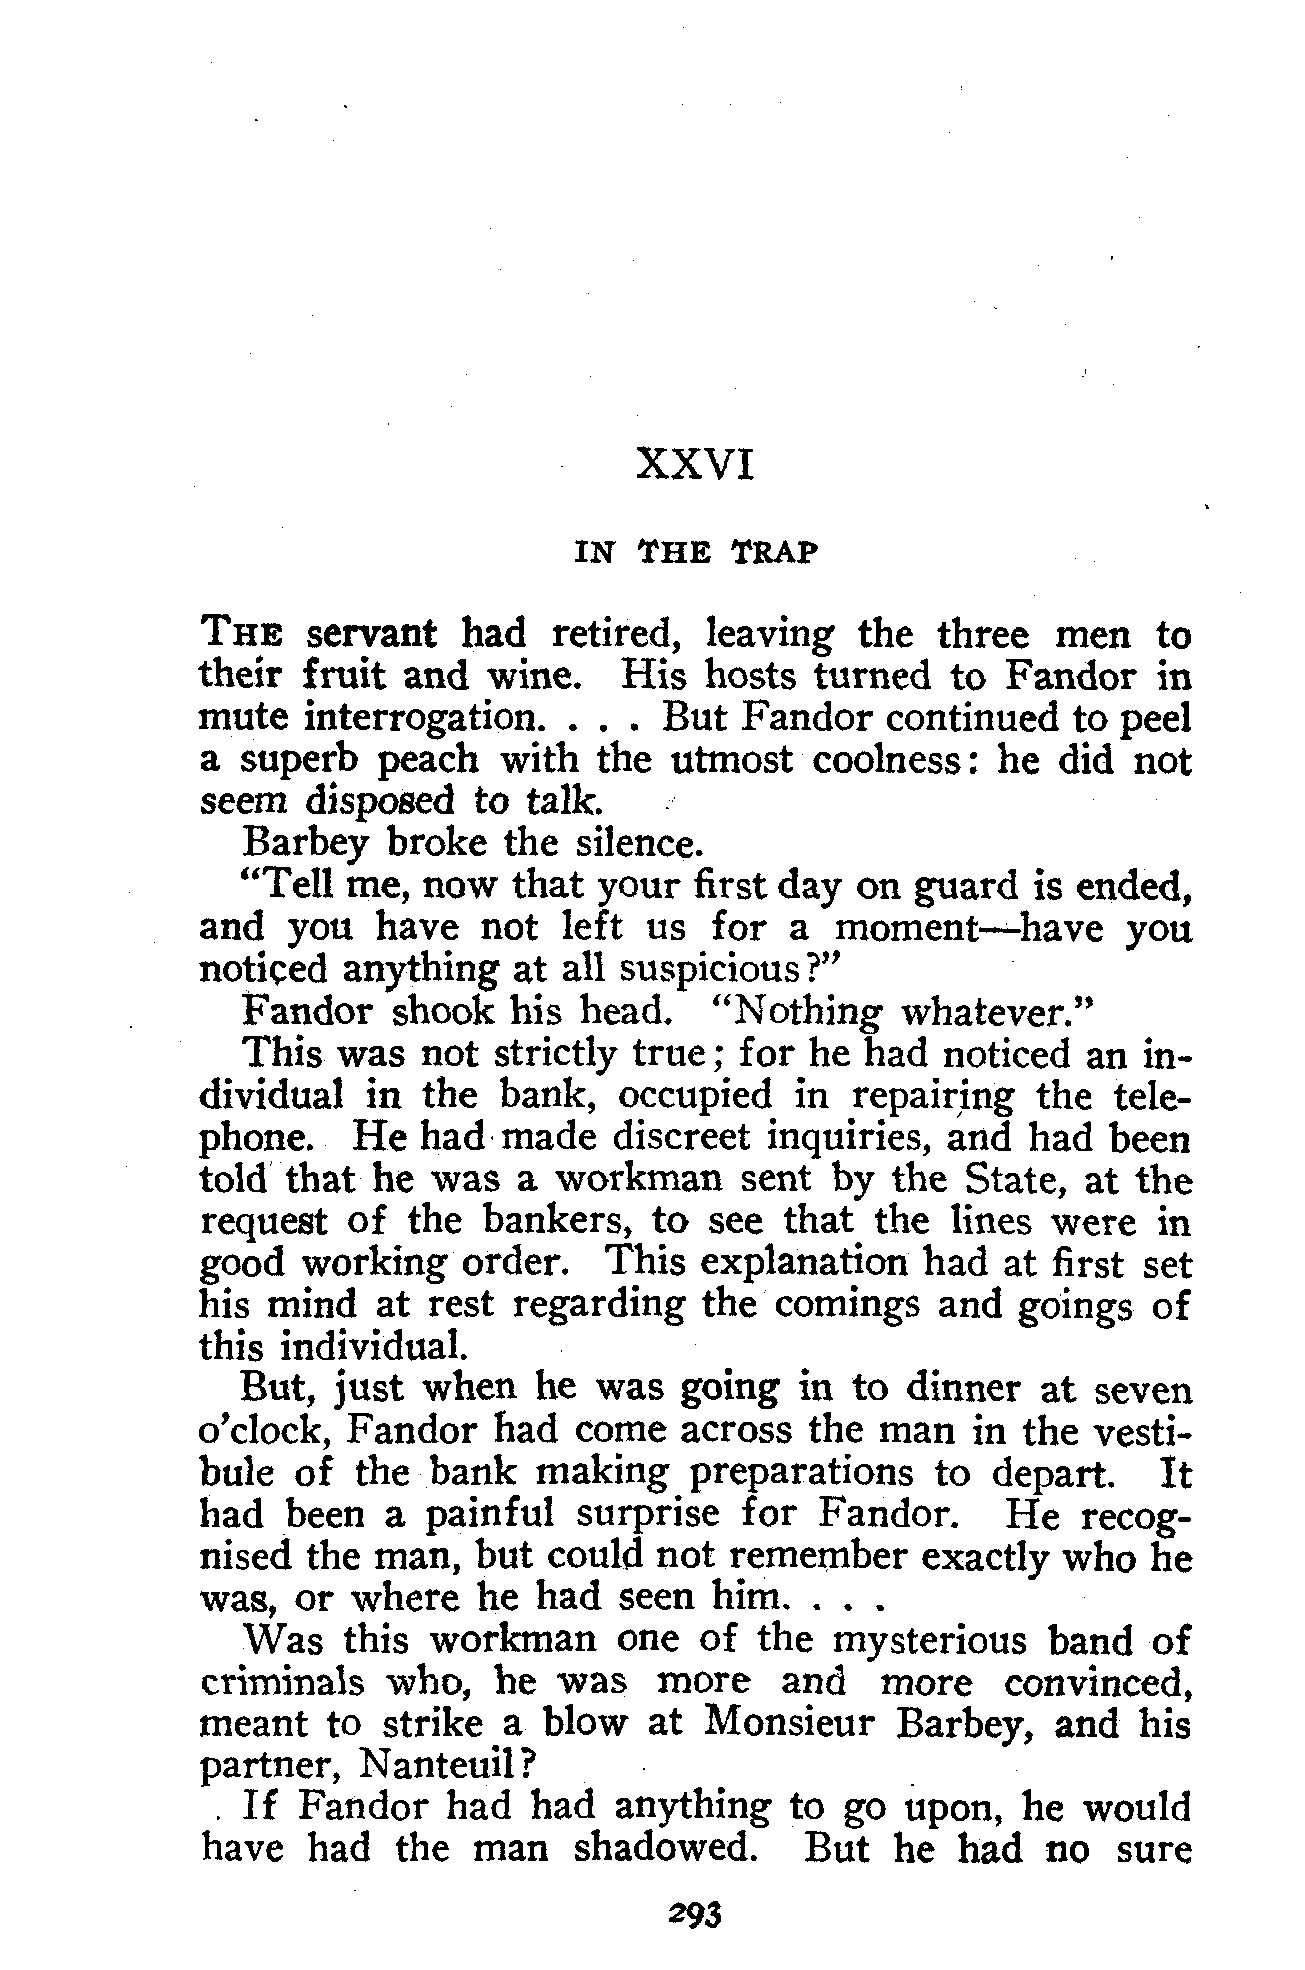 XXVI
IN THE TRAP
THE servant had retired, leaving the three men to
their fruit and wine. His hosts turned to Fandor in
mute interrogation. . . . But Fandor continued to peel
a superb peach with the utmost coolness: he did not
seem disposed to talk.
Barbey broke the silence.
“Tell me, now that your first day on guard is ended,
and you have not left us for a moment—have you
noticed anything at all suspicious?”
Fandor shook his head. “Nothing whatever.”
This was not strictly true; for he had noticed an in-
dividual in the bank, occupied in repairing the tele-
phone. He had made discreet inquiries, and had been
told that he was a workman sent by the State, at the
request of the bankers, to see that the lines were in
good working order. This explanation had at first set
his mind at rest regarding the comings and goings of
this individual.
But, just when he was going in to dinner at seven
o’clock, Fandor had come across the man in the vesti-
bule of the bank making preparations to depart. It
had been a painful surprise for Fandor. He recog-
nised the man, but could not remember exactly who he
was, or where he had seen him. . . .
Was this workman one of the mysterious band of
criminals who, he was more and more convinced,
meant to strike a blow at Monsieur Barbey, and his
partner, Nanteuil?
If Fandor had had anything to go upon, he would
have had the man shadowed. But he had no sure
293